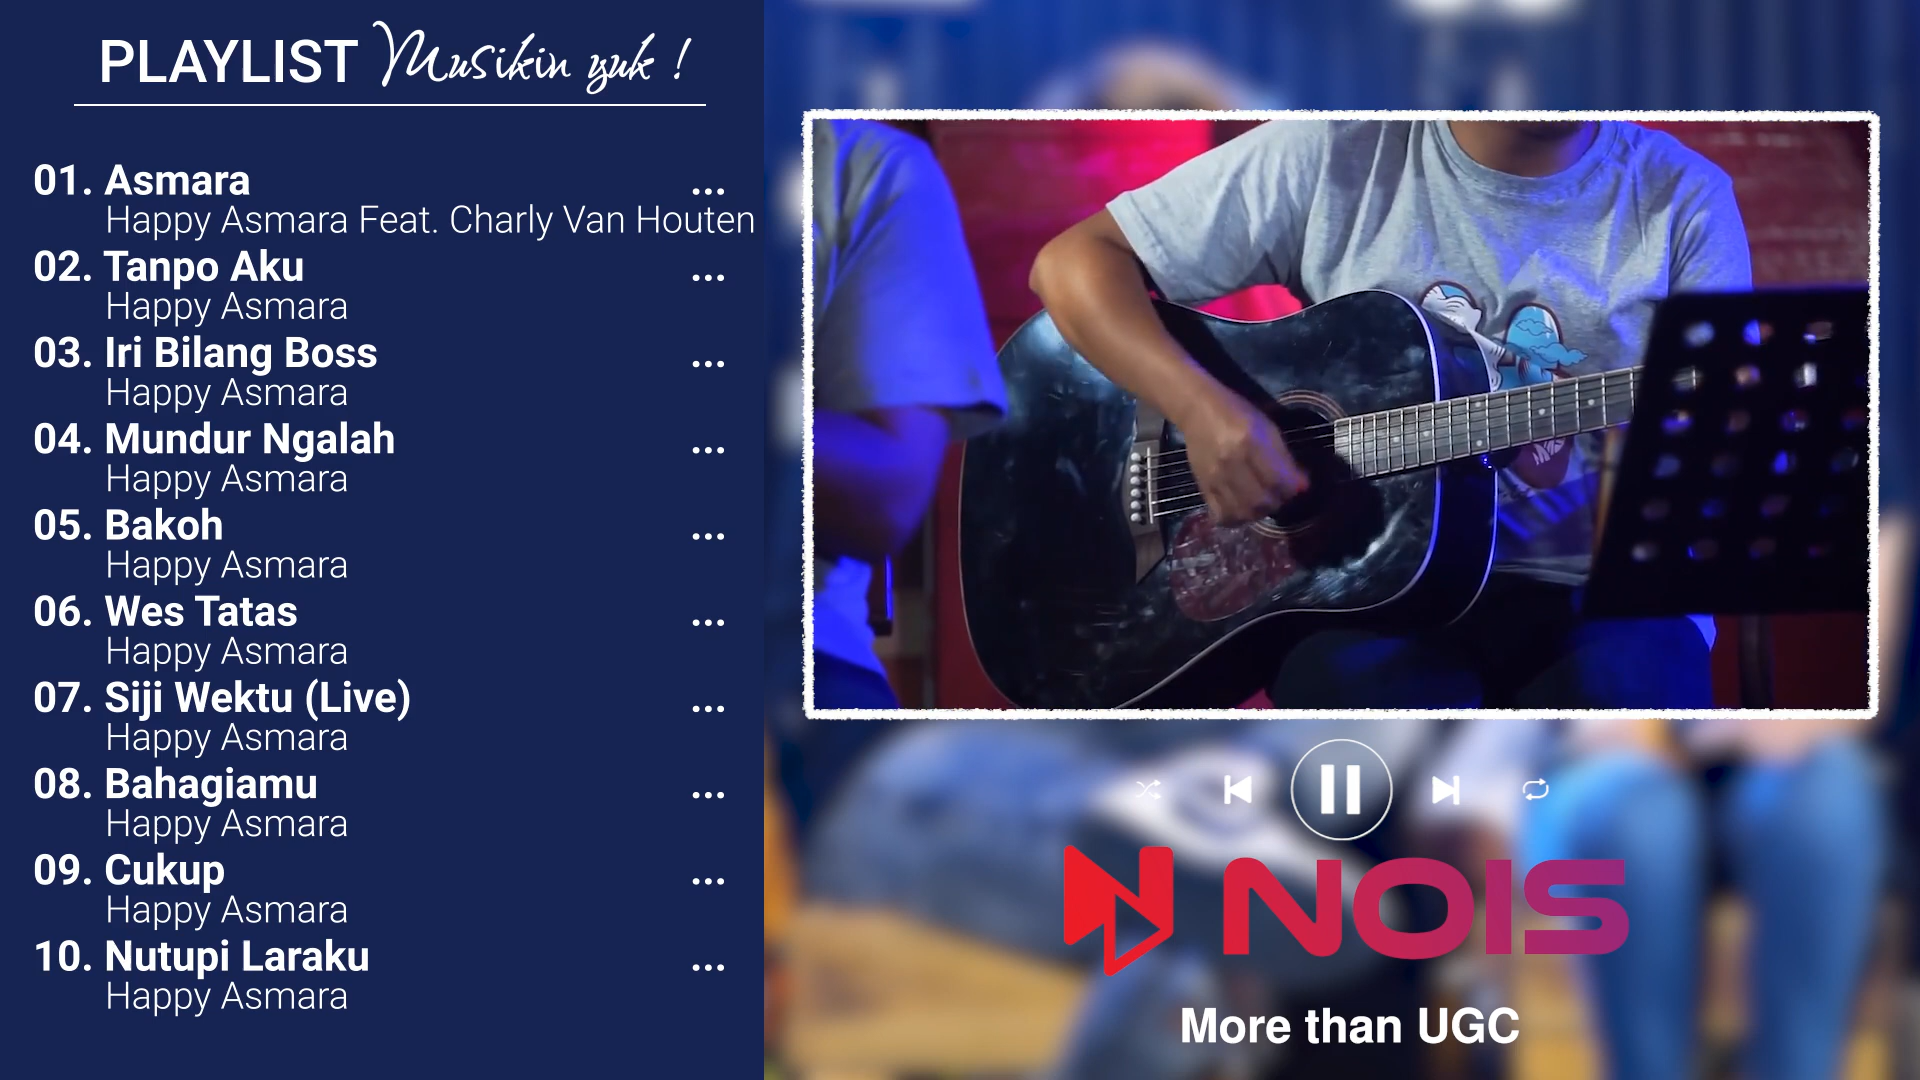 PLAYLIST Musikin yuk !
01. Asmara ...
Happy Asmara Feat. Charly Van Houten
02. Tanpo Aku ...
Happy Asmara
03. Iri Bilang Boss ...
Happy Asmara
04. Mundur Ngalah ...
Happy Asmara
05. Bakoh ...
Happy Asmara
06. Wes Tatas ...
Happy Asmara
07. Siji Wektu (Live) ...
Happy Asmara
08. Bahagiamu ...
Happy Asmara
09. Cukup ...
Happy Asmara
10. Nutupi Laraku ...
Happy Asmara
NOIS
More than UGC